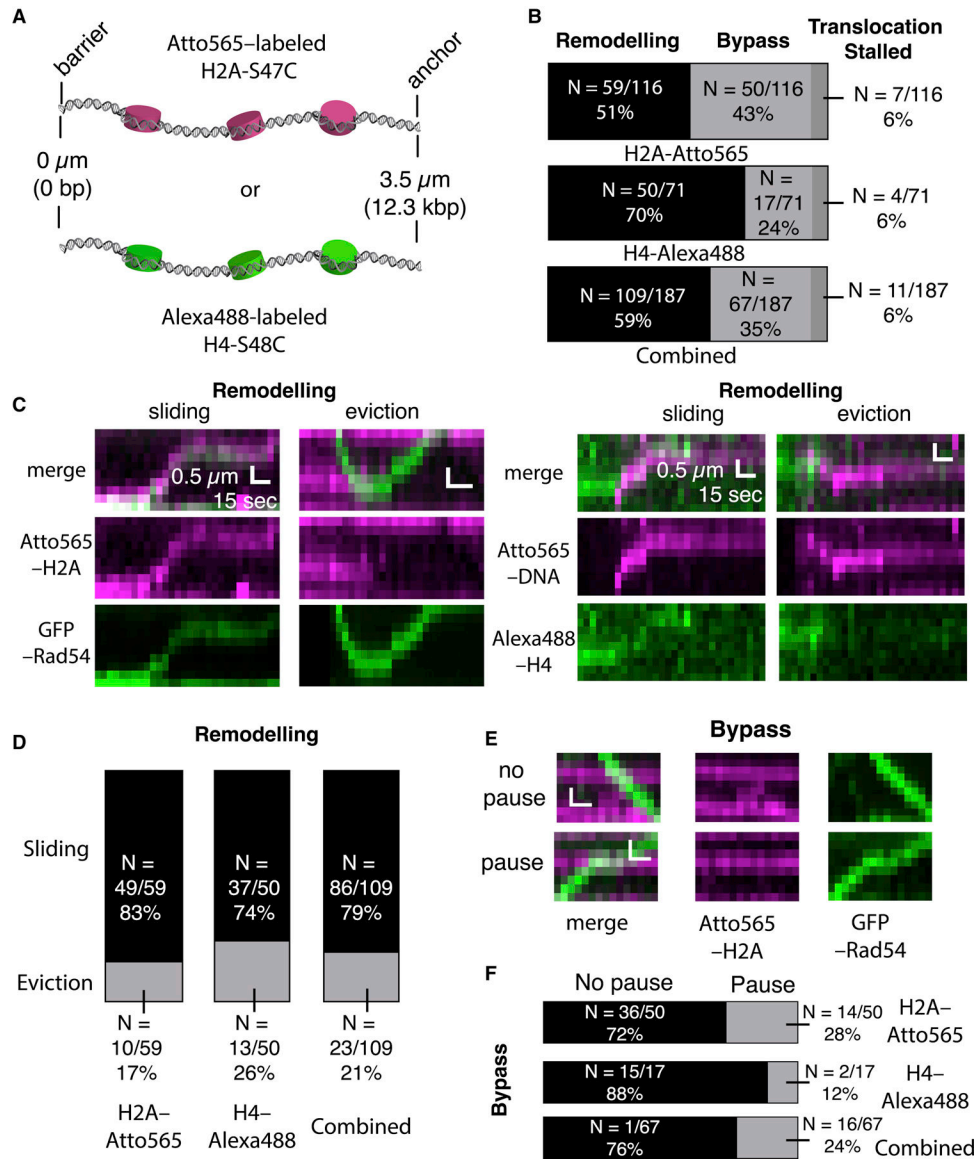 A
barrier
Atto565–labeled
H2A-S47C
anchor
0 µm
(0 bp)
or
3.5 µm
(12.3 kbp)
Alexa488-labeled
H4-S48C
B
Remodelling
Bypass
Translocation
Stalled
N = 59/116
51%
N = 50/116
43%
N = 7/116
6%
H2A-Atto565
N = 50/71
70%
N =
17/71
24%
N = 4/71
6%
H4-Alexa488
N = 109/187
59%
N =
67/187
35%
N = 11/187
6%
Combined
C
Remodelling
sliding
eviction
merge
0.5 µm
15 sec
Atto565
–H2A
GFP
–Rad54
Remodelling
sliding
eviction
merge
0.5 µm
15 sec
Atto565
–DNA
Alexa488
–H4
D
Remodelling
Sliding
N =
49/59
83%
N =
37/50
74%
N =
86/109
79%
Eviction
N =
10/59
17%
N =
13/50
26%
N =
23/109
21%
H2A–
Atto565
H4–
Alexa488
Combined
E
Bypass
no
pause
pause
merge
Atto565
–H2A
GFP
–Rad54
F
No pause
Pause
Bypass
N = 36/50
72%
N = 14/50
28%
H2A–
Atto565
N = 15/17
88%
N = 2/17
12%
H4–
Alexa488
N = 1/67
76%
N = 16/67
24%
Combined